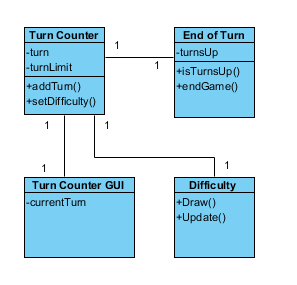 Turn Counter
-turn
-turnLimit
+addTurn()
+setDifficulty()
1
1
End of Turn
-turnsUp
+isTurnsUp()
+endGame()
1
1
1
1
Turn Counter GUI
-currentTurn
Difficulty
+Draw()
+Update()